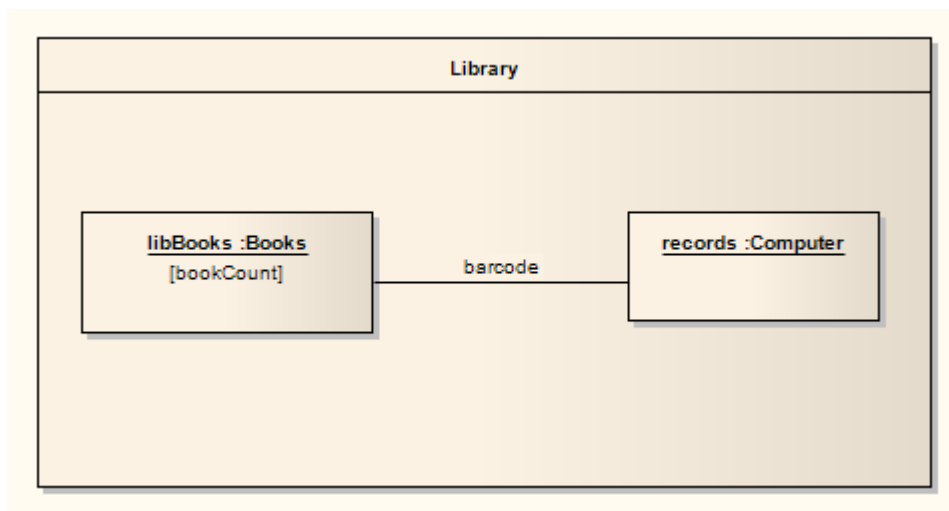 Library
libBooks :Books
[bookCount]
barcode
records :Computer